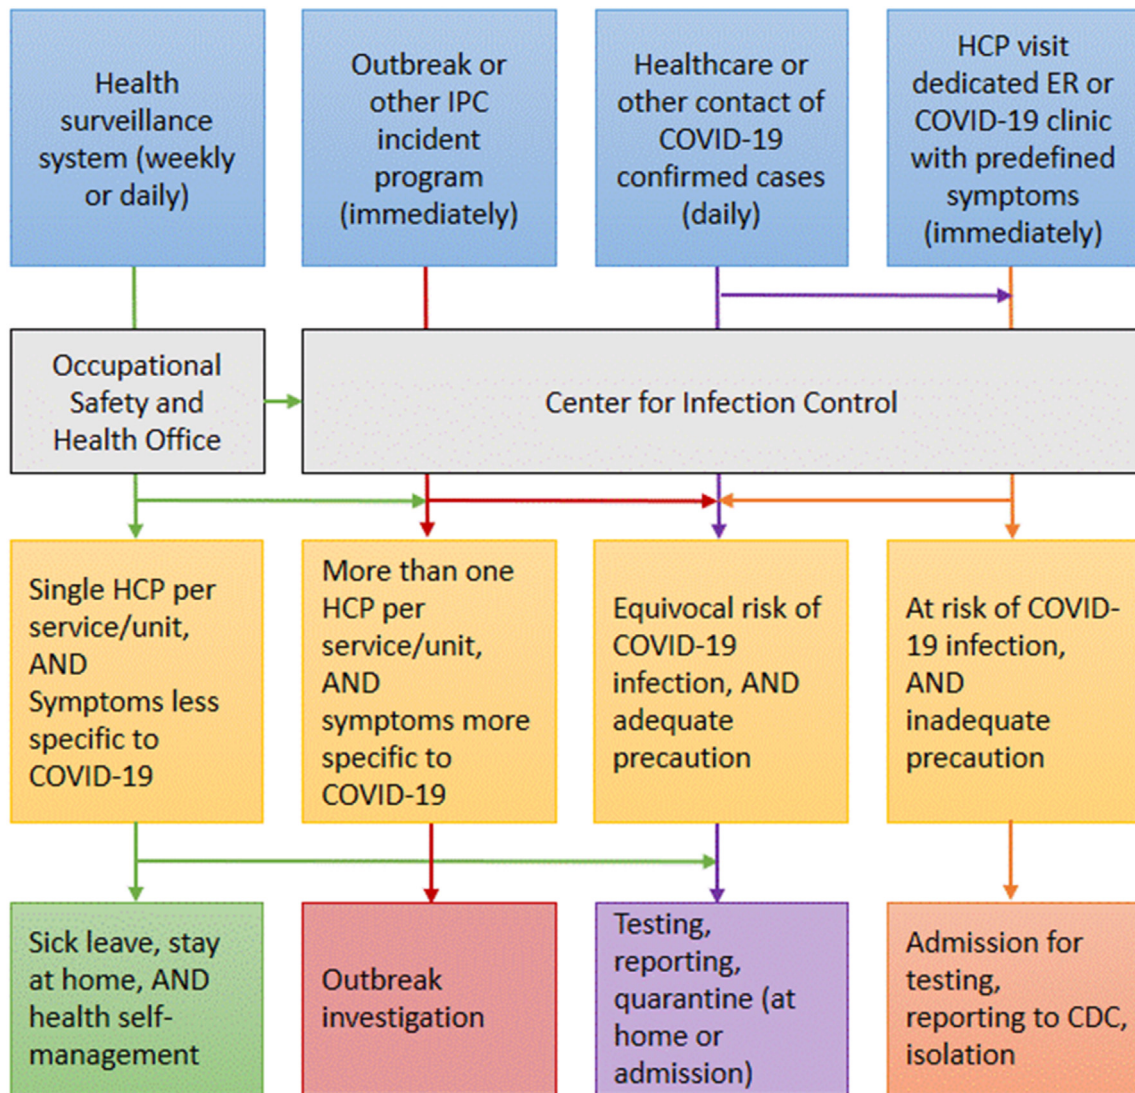 Health
surveillance
system (weekly
or daily)
Outbreak or
other IPC
incident
program
(immediately)
Healthcare or
other contact of
COVID-19
confirmed cases
(daily)
HCP visit
dedicated ER or
COVID-19 clinic
with predefined
symptoms
(immediately)
Occupational
Safety and
Health Office
Center for Infection Control
Single HCP per
service/unit,
AND
Symptoms less
specific to
COVID-19
More than one
HCP per
service/unit,
AND
symptoms more
specific to
COVID-19
Equivocal risk of
COVID-19
infection, AND
adequate
precaution
At risk of COVID-
19 infection,
AND
inadequate
precaution
Sick leave, stay
at home, AND
health self-
management
Outbreak
investigation
Testing,
reporting,
quarantine (at
home or
admission)
Admission for
testing,
reporting to CDC,
isolation